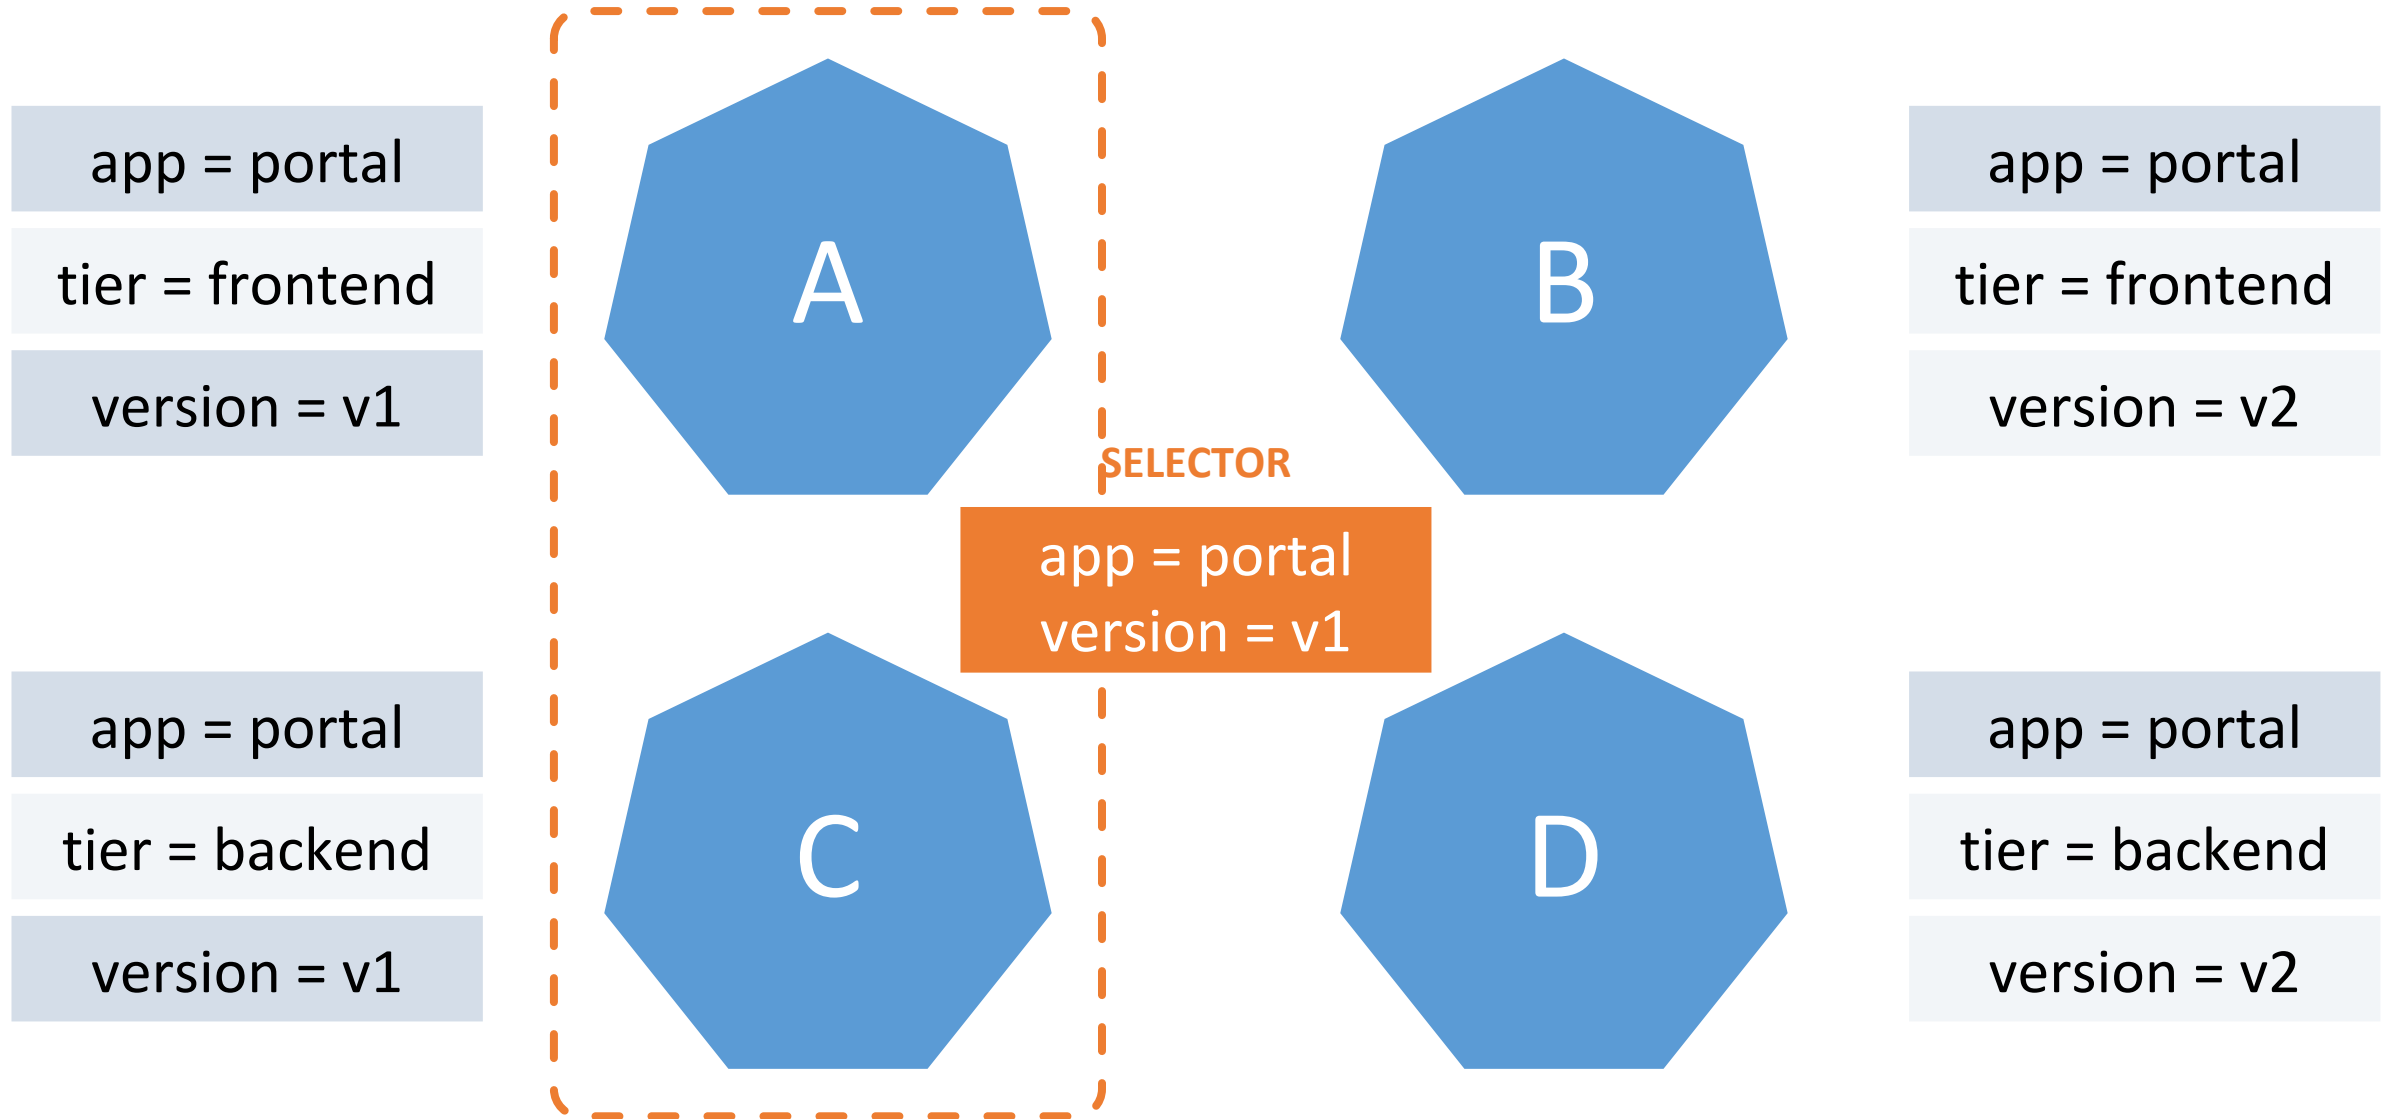 app = portal
tier = frontend
version = v1
A
B
app = portal
tier = frontend
version = v2
SELECTOR
app = portal
version = v1
app = portal
tier = backend
version = v1
C
D
app = portal
tier = backend
version = v2